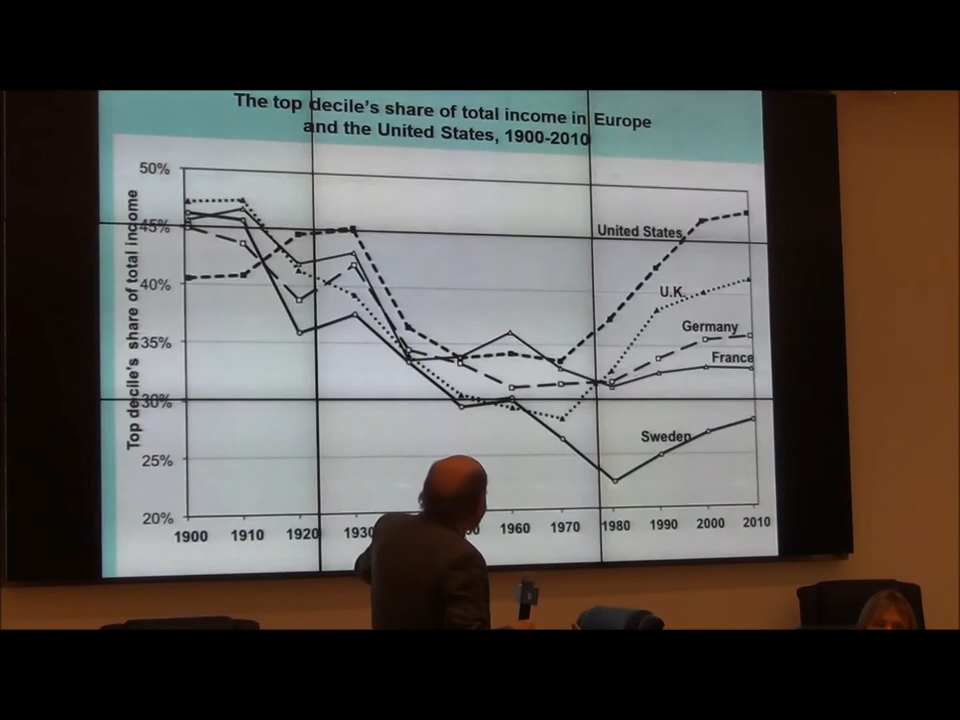 The top decile's share of total income in Europe
and the United States, 1900-2010
Top decile's share of total income
50%
45%
40%
35%
30%
25%
20%
United States
U.K.
Germany
France
Sweden
1900 1910 1920 1930 1960 1970 1980 1990 2000 2010